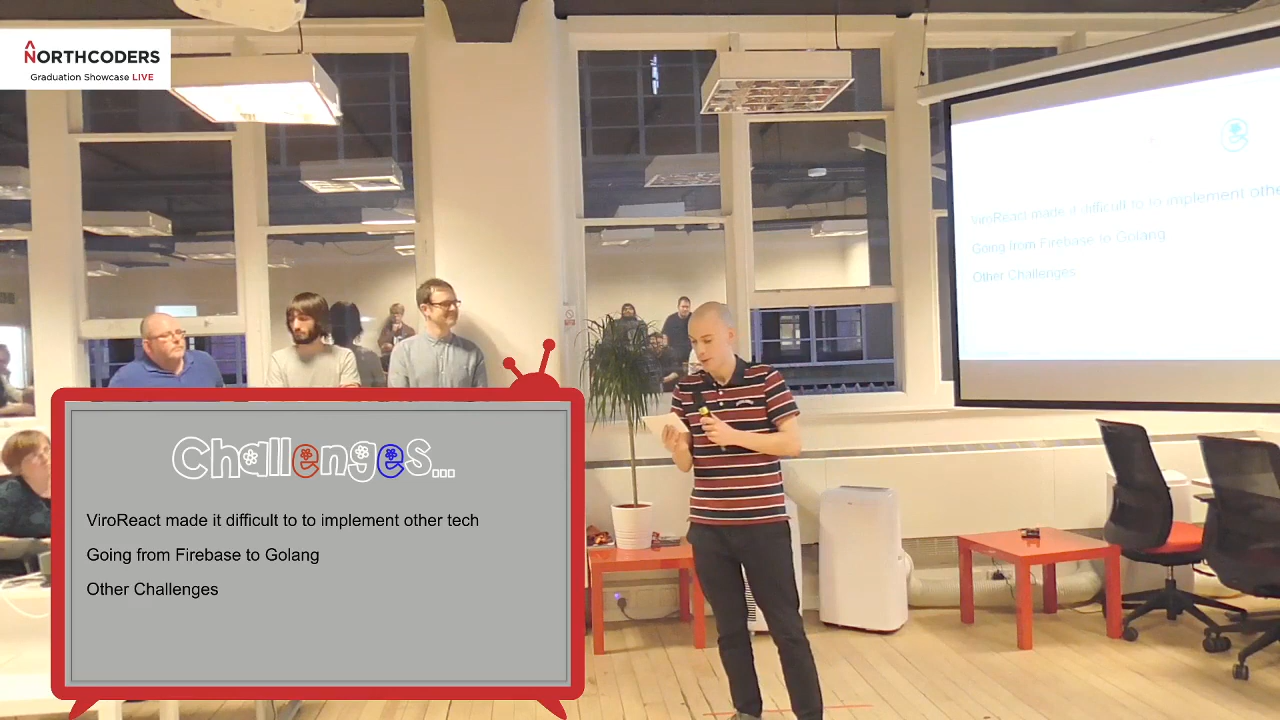 NORTHCODERS
Graduation Showcase LIVE
Challenges...
ViroReact made it difficult to to implement other tech
Going from Firebase to Golang
Other Challenges
ViroReact made it difficult to to implement othe
Going from Firebase to Golang
Other Challenges